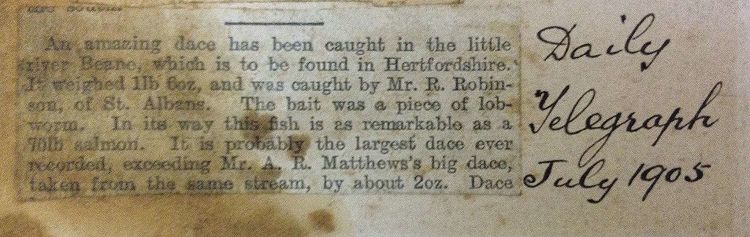 An amazing dace has been caught in the little
river Beane, which is to be found in Hertfordshire.
It weighed 1lb 6oz, and was caught by Mr. R. Robin-
son, of St. Albans. The bait was a piece of lob-
worm. In its way this fish is as remarkable as a
70lb salmon. It is probably the largest dace ever
recorded, exceeding Mr. A. R. Matthews's big dace,
taken from the same stream, by about 2oz. Dace
Daily
Telegraph
July 1905